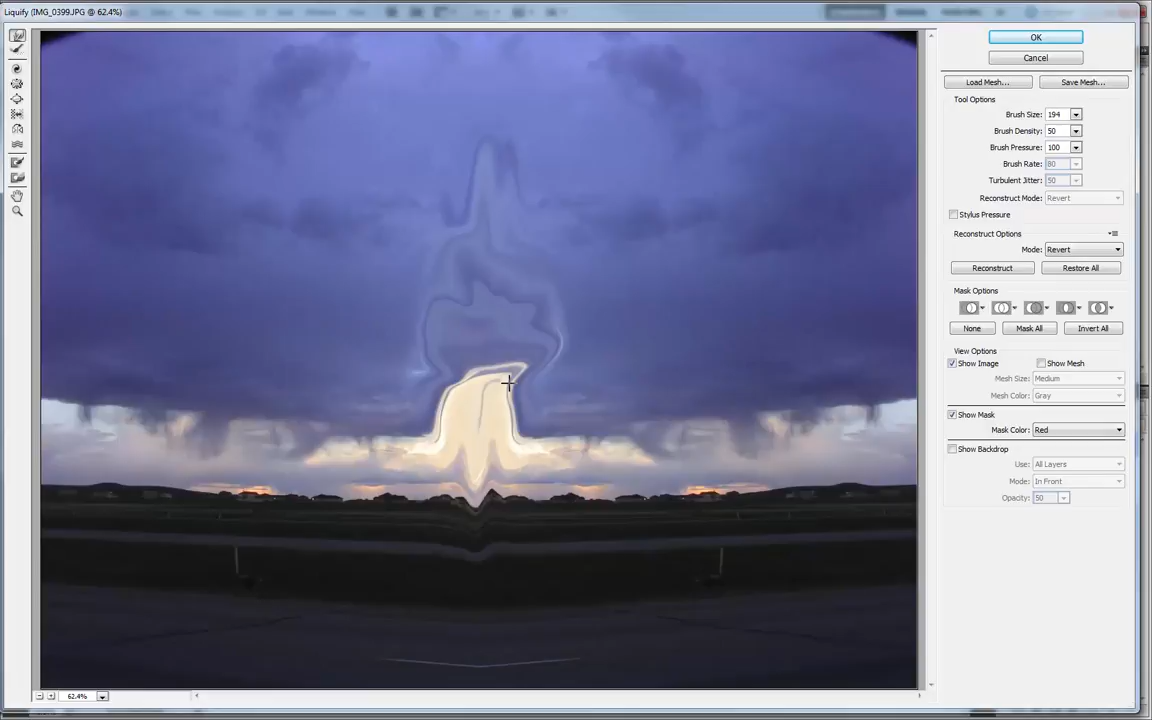 Liquify (IMG_0399.JPG @ 62.4%)
OK
Cancel
Load Mesh...
Save Mesh...
Tool Options
Brush Size: 194
Brush Density: 50
Brush Pressure: 100
Brush Rate: 80
Turbulent Jitter: 50
Reconstruct Mode: Revert
Stylus Pressure
Reconstruct Options
Mode: Revert
Reconstruct
Restore All
Mask Options
None
Mask All
Invert All
View Options
Show Image
Show Mesh
Mesh Size: Medium
Mesh Color: Gray
Show Mask
Mask Color: Red
Show Backdrop
Use: All Layers
Mode: In Front
Opacity: 50
62.4%